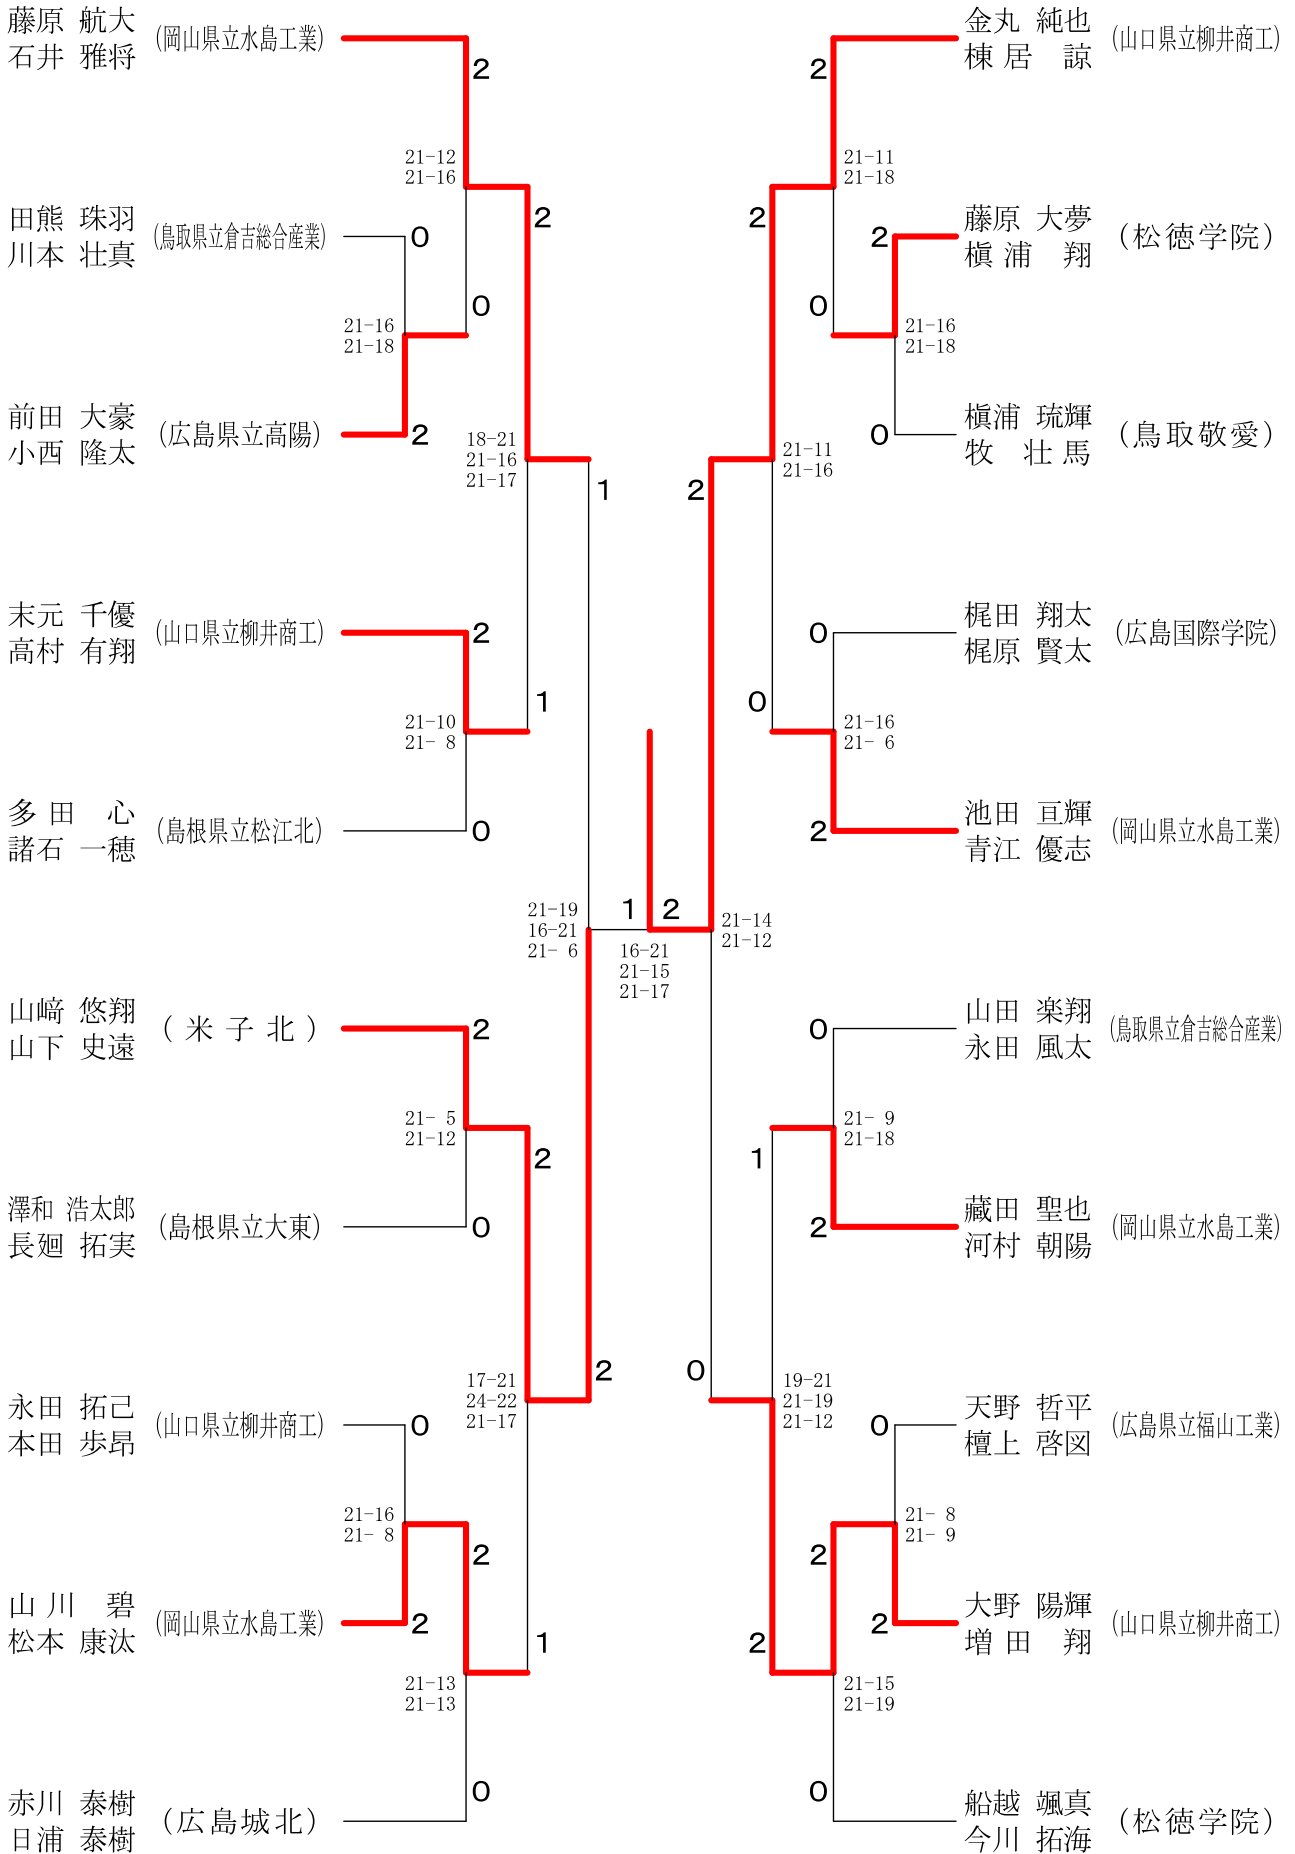 藤原 航大
石井 雅将
(岡山県立水島工業)
2
21-12
21-16
2
田熊 珠羽
川本 壮真
(鳥取県立倉吉総合産業)
0
0
21-16
21-18
前田 大豪
小西 隆太
(広島県立高陽)
2
18-21
21-16
21-17
1
末元 千優
高村 有翔
(山口県立柳井商工)
2
1
21-10
21- 8
多田 心
諸石 一穂
(島根県立松江北)
0
21-19
16-21
21- 6
1
2
16-21
21-15
21-17
山﨑 悠翔
山下 史遠
(米子北)
2
21- 5
21-12
2
澤和 浩太郎
長廻 拓実
(島根県立大東)
0
17-21
24-22
21-17
2
永田 拓己
本田 歩昂
(山口県立柳井商工)
0
21-16
21- 8
2
山川 碧
松本 康汰
(岡山県立水島工業)
2
1
21-13
21-13
赤川 泰樹
日浦 泰樹
(広島城北)
0
金丸 純也
棟居 諒
(山口県立柳井商工)
2
21-11
21-18
2
藤原 大夢
槇浦 翔
(松徳学院)
2
0
21-16
21-18
槇浦 琉輝
牧 壮馬
(鳥取敬愛)
0
21-11
21-16
2
梶田 翔太
梶原 賢太
(広島国際学院)
0
0
21-16
21- 6
池田 亘輝
青江 優志
(岡山県立水島工業)
2
21-14
21-12
山田 楽翔
永田 風太
(鳥取県立倉吉総合産業)
0
21- 9
21-18
1
藏田 聖也
河村 朝陽
(岡山県立水島工業)
2
0
19-21
21-19
21-12
天野 哲平
檀上 啓図
(広島県立福山工業)
0
21- 8
21- 9
2
大野 陽輝
増田 翔
(山口県立柳井商工)
2
2
21-15
21-19
船越 颯真
今川 拓海
(松徳学院)
0